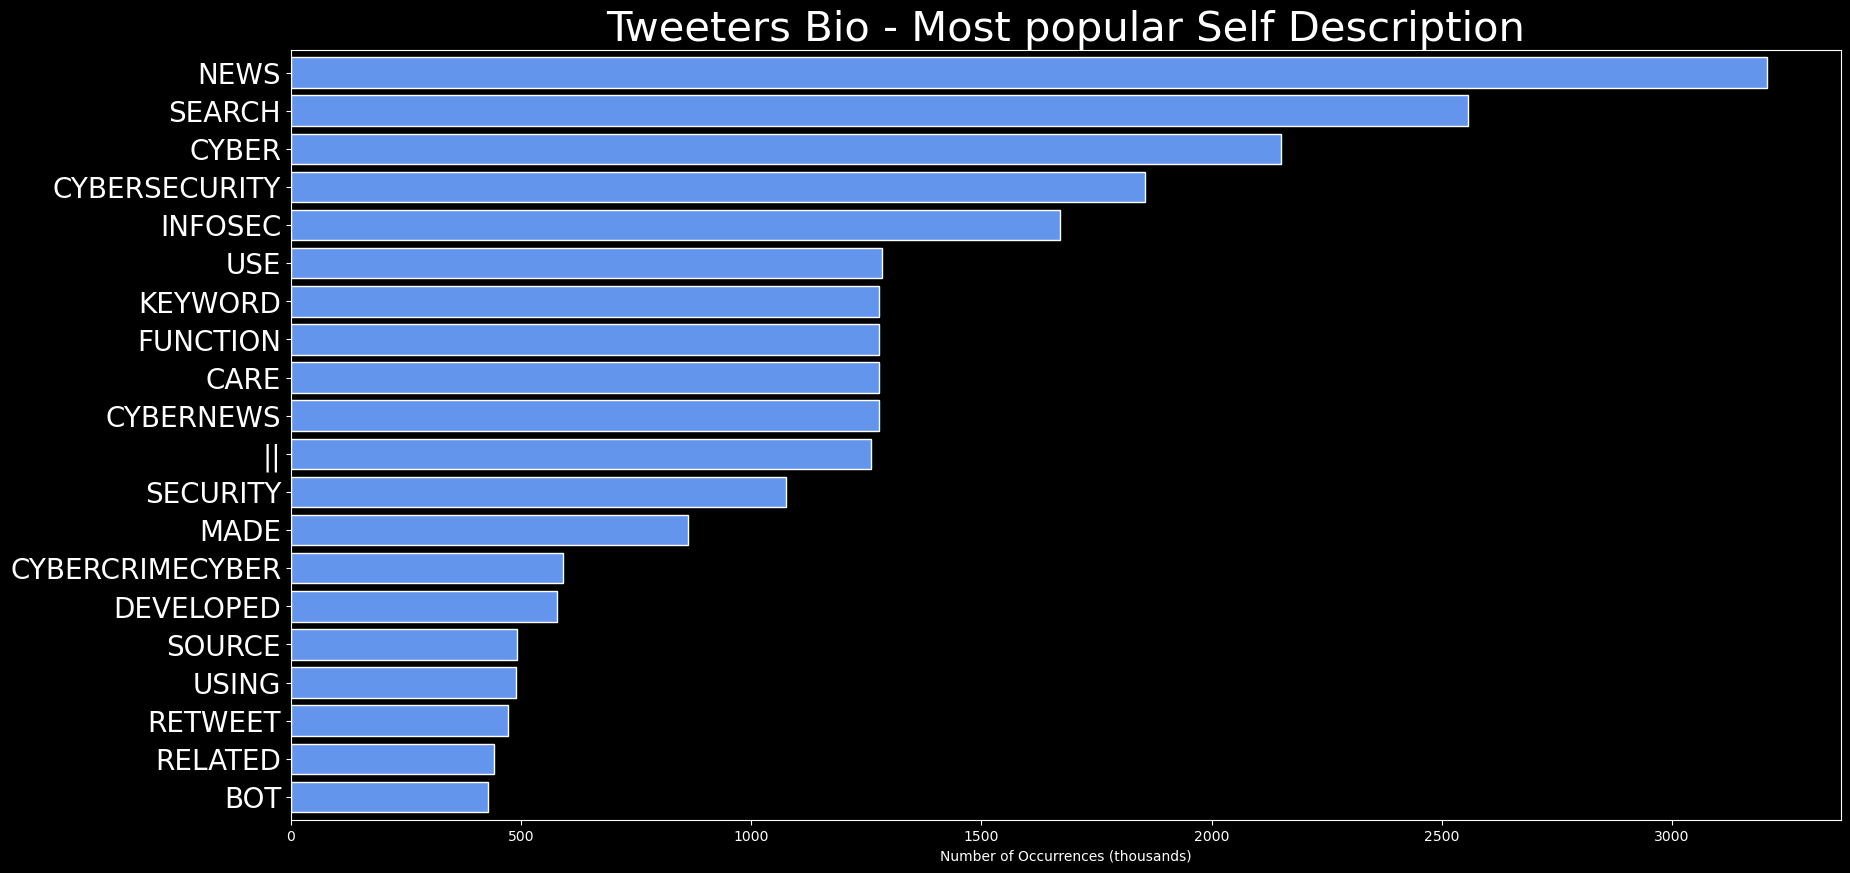 Tweeters Bio - Most popular Self Description
NEWS
SEARCH
CYBER
CYBERSECURITY
INFOSEC
USE
KEYWORD
FUNCTION
CARE
CYBERNEWS
||
SECURITY
MADE
CYBERCRIMECYBER
DEVELOPED
SOURCE
USING
RETWEET
RELATED
BOT
0 500 1000 1500 2000 2500 3000
Number of Occurrences (thousands)